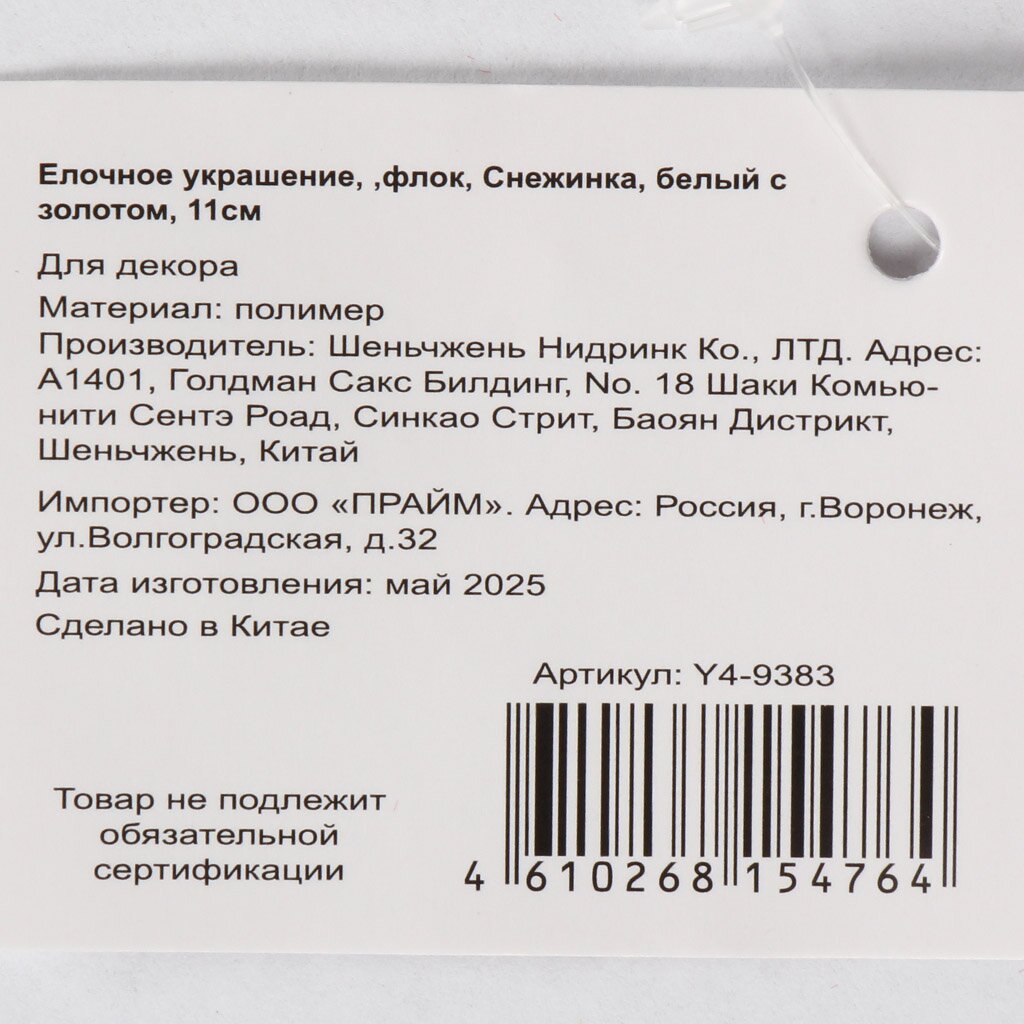 Елочное украшение, ,флок, Снежинка, белый с
золотом, 11см
Для декора
Материал: полимер
Производитель: Шеньчжень Нидринк Ко., ЛТД. Адрес:
А1401, Голдман Сакс Билдинг, No. 18 Шаки Комью-
нити Сентэ Роад, Синкао Стрит, Баоян Дистрикт,
Шеньчжень, Китай
Импортер: ООО «ПРАЙМ». Адрес: Россия, г.Воронеж,
ул.Волгоградская, д.32
Дата изготовления: май 2025
Сделано в Китае
Артикул: Y4-9383
Товар не подлежит
обязательной
сертификации
4 610268 154764